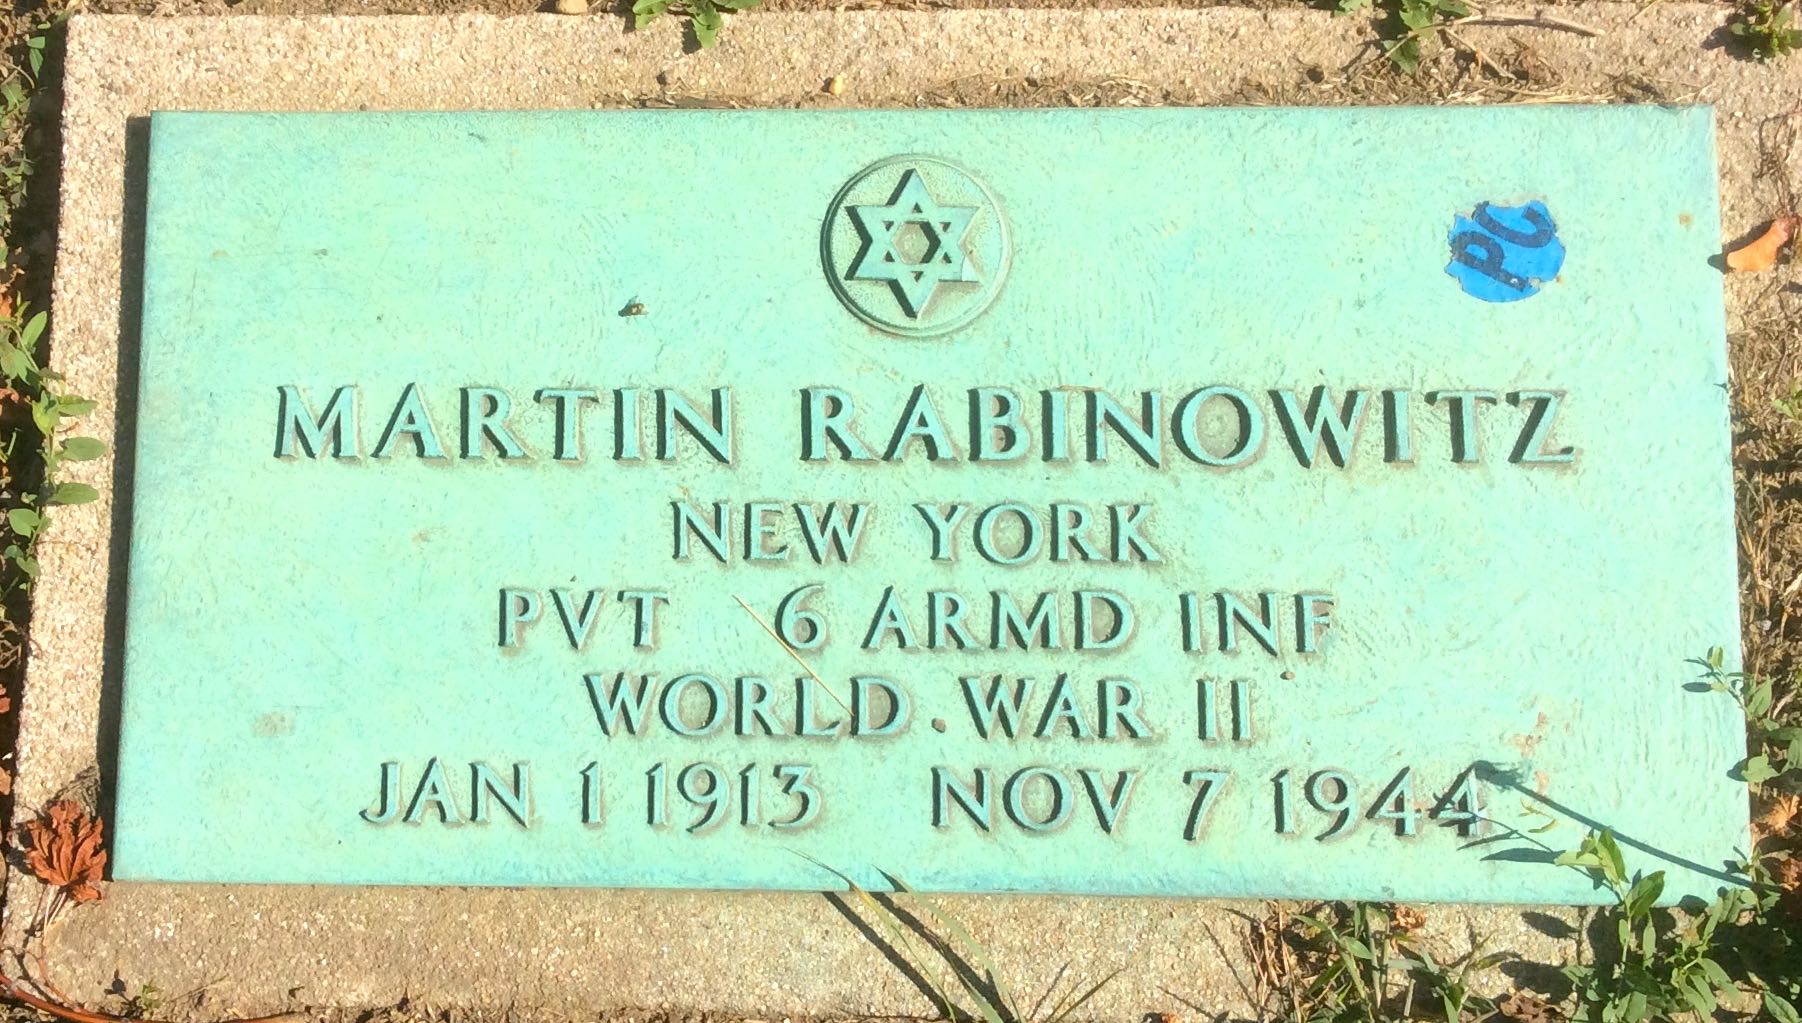 PC
MARTIN RABINOWITZ
NEW YORK
PVT 6 ARMD INF
WORLD WAR II
JAN 1 1913 NOV 7 1944